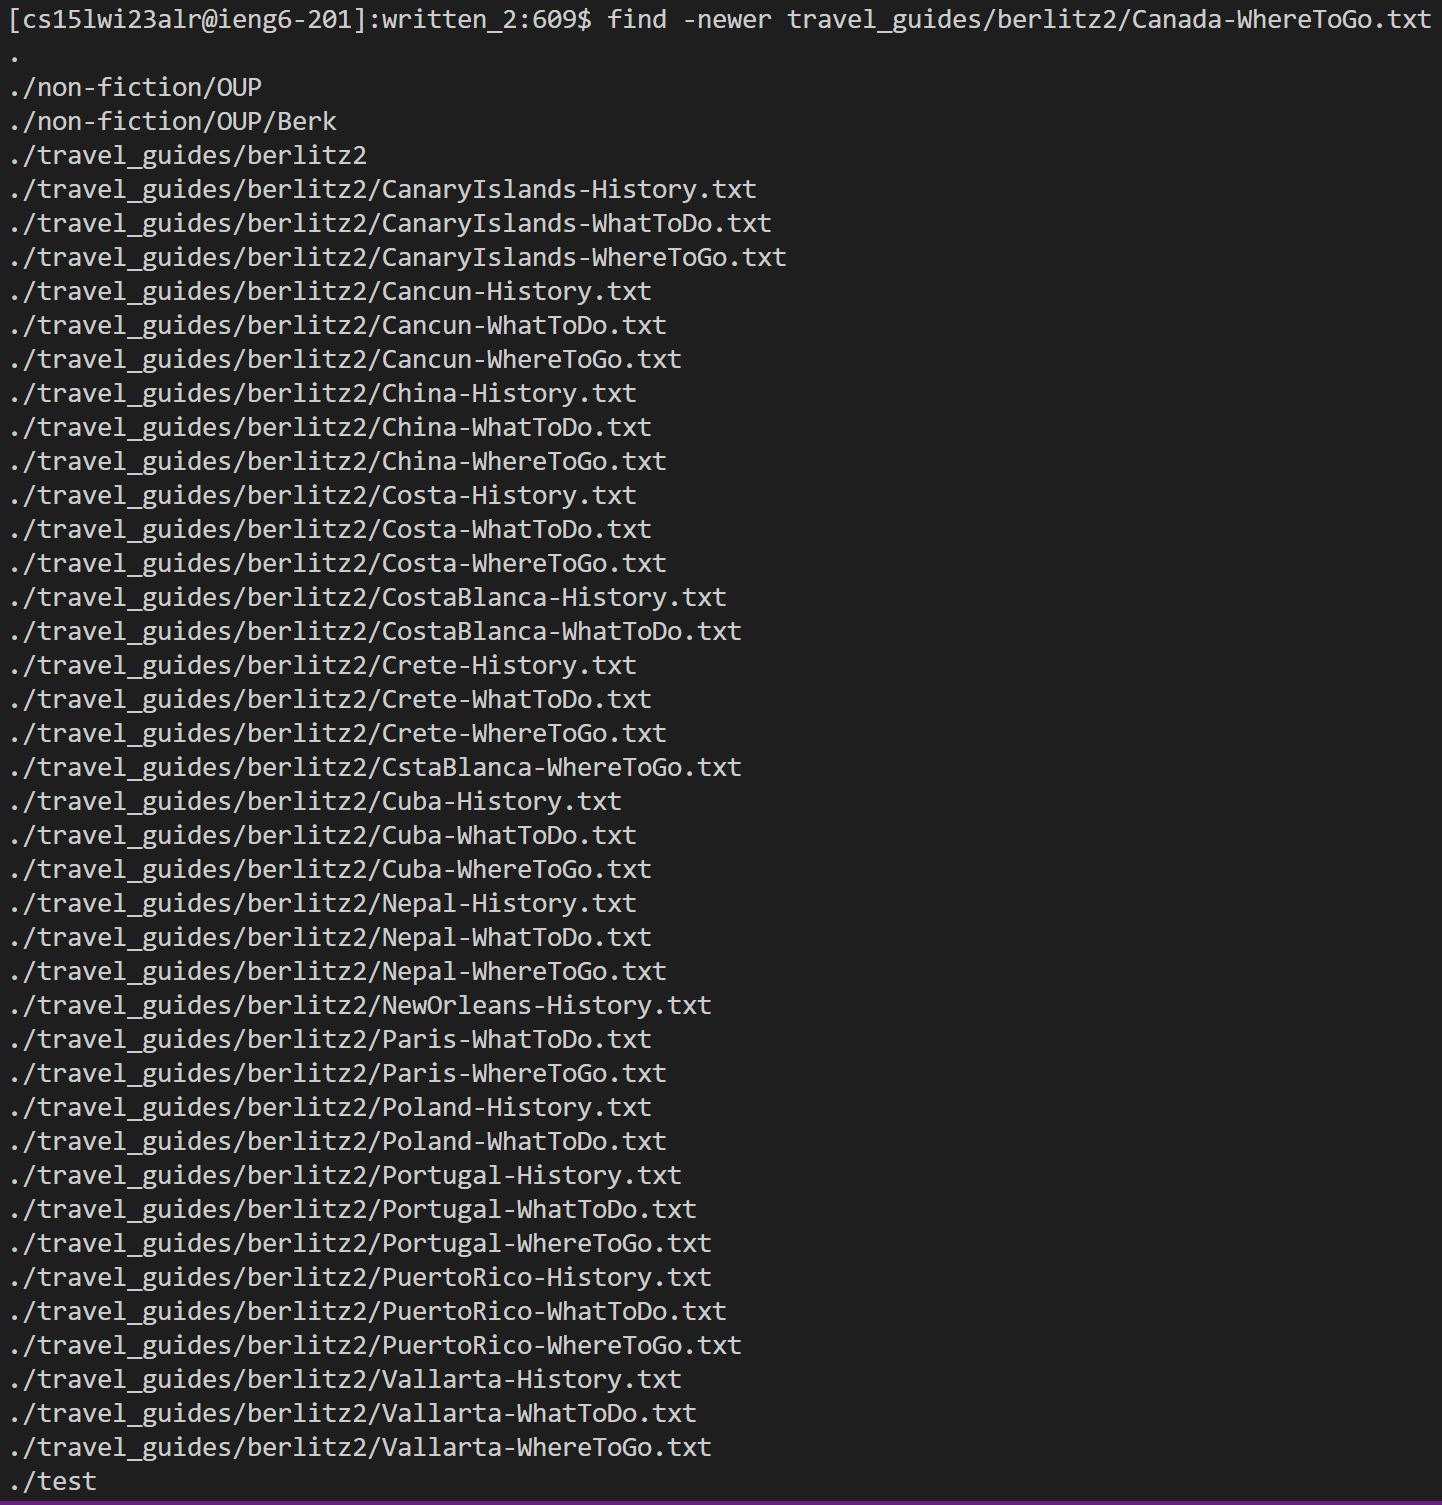 [cs15lwi23alr@ieng6-201]:written_2:609$ find -newer travel_guides/berlitz2/Canada-WhereToGo.txt
.
./non-fiction/OUP
./non-fiction/OUP/Berk
./travel_guides/berlitz2
./travel_guides/berlitz2/CanaryIslands-History.txt
./travel_guides/berlitz2/CanaryIslands-WhatToDo.txt
./travel_guides/berlitz2/CanaryIslands-WhereToGo.txt
./travel_guides/berlitz2/Cancun-History.txt
./travel_guides/berlitz2/Cancun-WhatToDo.txt
./travel_guides/berlitz2/Cancun-WhereToGo.txt
./travel_guides/berlitz2/China-History.txt
./travel_guides/berlitz2/China-WhatToDo.txt
./travel_guides/berlitz2/China-WhereToGo.txt
./travel_guides/berlitz2/Costa-History.txt
./travel_guides/berlitz2/Costa-WhatToDo.txt
./travel_guides/berlitz2/Costa-WhereToGo.txt
./travel_guides/berlitz2/CostaBlanca-History.txt
./travel_guides/berlitz2/CostaBlanca-WhatToDo.txt
./travel_guides/berlitz2/Crete-History.txt
./travel_guides/berlitz2/Crete-WhatToDo.txt
./travel_guides/berlitz2/Crete-WhereToGo.txt
./travel_guides/berlitz2/CstaBlanca-WhereToGo.txt
./travel_guides/berlitz2/Cuba-History.txt
./travel_guides/berlitz2/Cuba-WhatToDo.txt
./travel_guides/berlitz2/Cuba-WhereToGo.txt
./travel_guides/berlitz2/Nepal-History.txt
./travel_guides/berlitz2/Nepal-WhatToDo.txt
./travel_guides/berlitz2/Nepal-WhereToGo.txt
./travel_guides/berlitz2/NewOrleans-History.txt
./travel_guides/berlitz2/Paris-WhatToDo.txt
./travel_guides/berlitz2/Paris-WhereToGo.txt
./travel_guides/berlitz2/Poland-History.txt
./travel_guides/berlitz2/Poland-WhatToDo.txt
./travel_guides/berlitz2/Portugal-History.txt
./travel_guides/berlitz2/Portugal-WhatToDo.txt
./travel_guides/berlitz2/Portugal-WhereToGo.txt
./travel_guides/berlitz2/PuertoRico-History.txt
./travel_guides/berlitz2/PuertoRico-WhatToDo.txt
./travel_guides/berlitz2/PuertoRico-WhereToGo.txt
./travel_guides/berlitz2/Vallarta-History.txt
./travel_guides/berlitz2/Vallarta-WhatToDo.txt
./travel_guides/berlitz2/Vallarta-WhereToGo.txt
./test